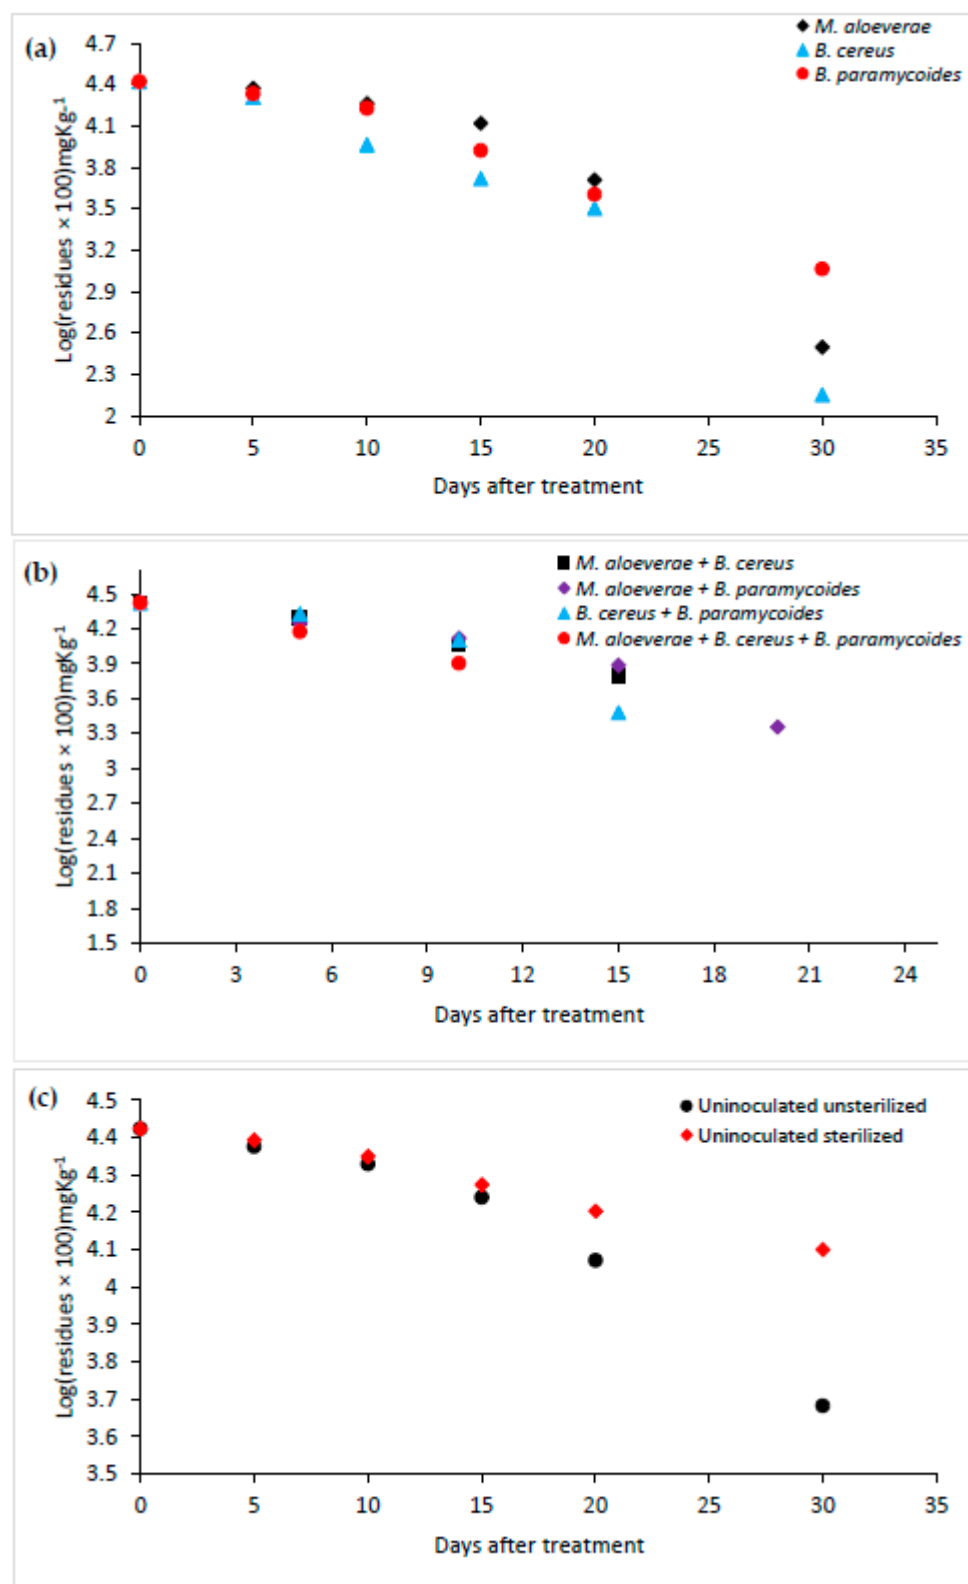 (a)
M. aloeverae
B. cereus
B. paramycoides
4.7
4.4
4.1
3.8
3.5
3.2
2.9
2.6
2.3
2
Log(residues × 100)mgKg⁻¹
0 5 10 15 20 25 30 35
Days after treatment
(b)
M. aloeverae + B. cereus
M. aloeverae + B. paramycoides
B. cereus + B. paramycoides
M. aloeverae + B. cereus + B. paramycoides
4.5
4.2
3.9
3.6
3.3
3
2.7
2.4
2.1
1.8
1.5
Log(residues × 100)mgKg⁻¹
0 3 6 9 12 15 18 21 24
Days after treatment
(c)
Uninoculated unsterilized
Uninoculated sterilized
4.5
4.4
4.3
4.2
4.1
4
3.9
3.8
3.7
3.6
3.5
Log(residues × 100)mgKg⁻¹
0 5 10 15 20 25 30 35
Days after treatment